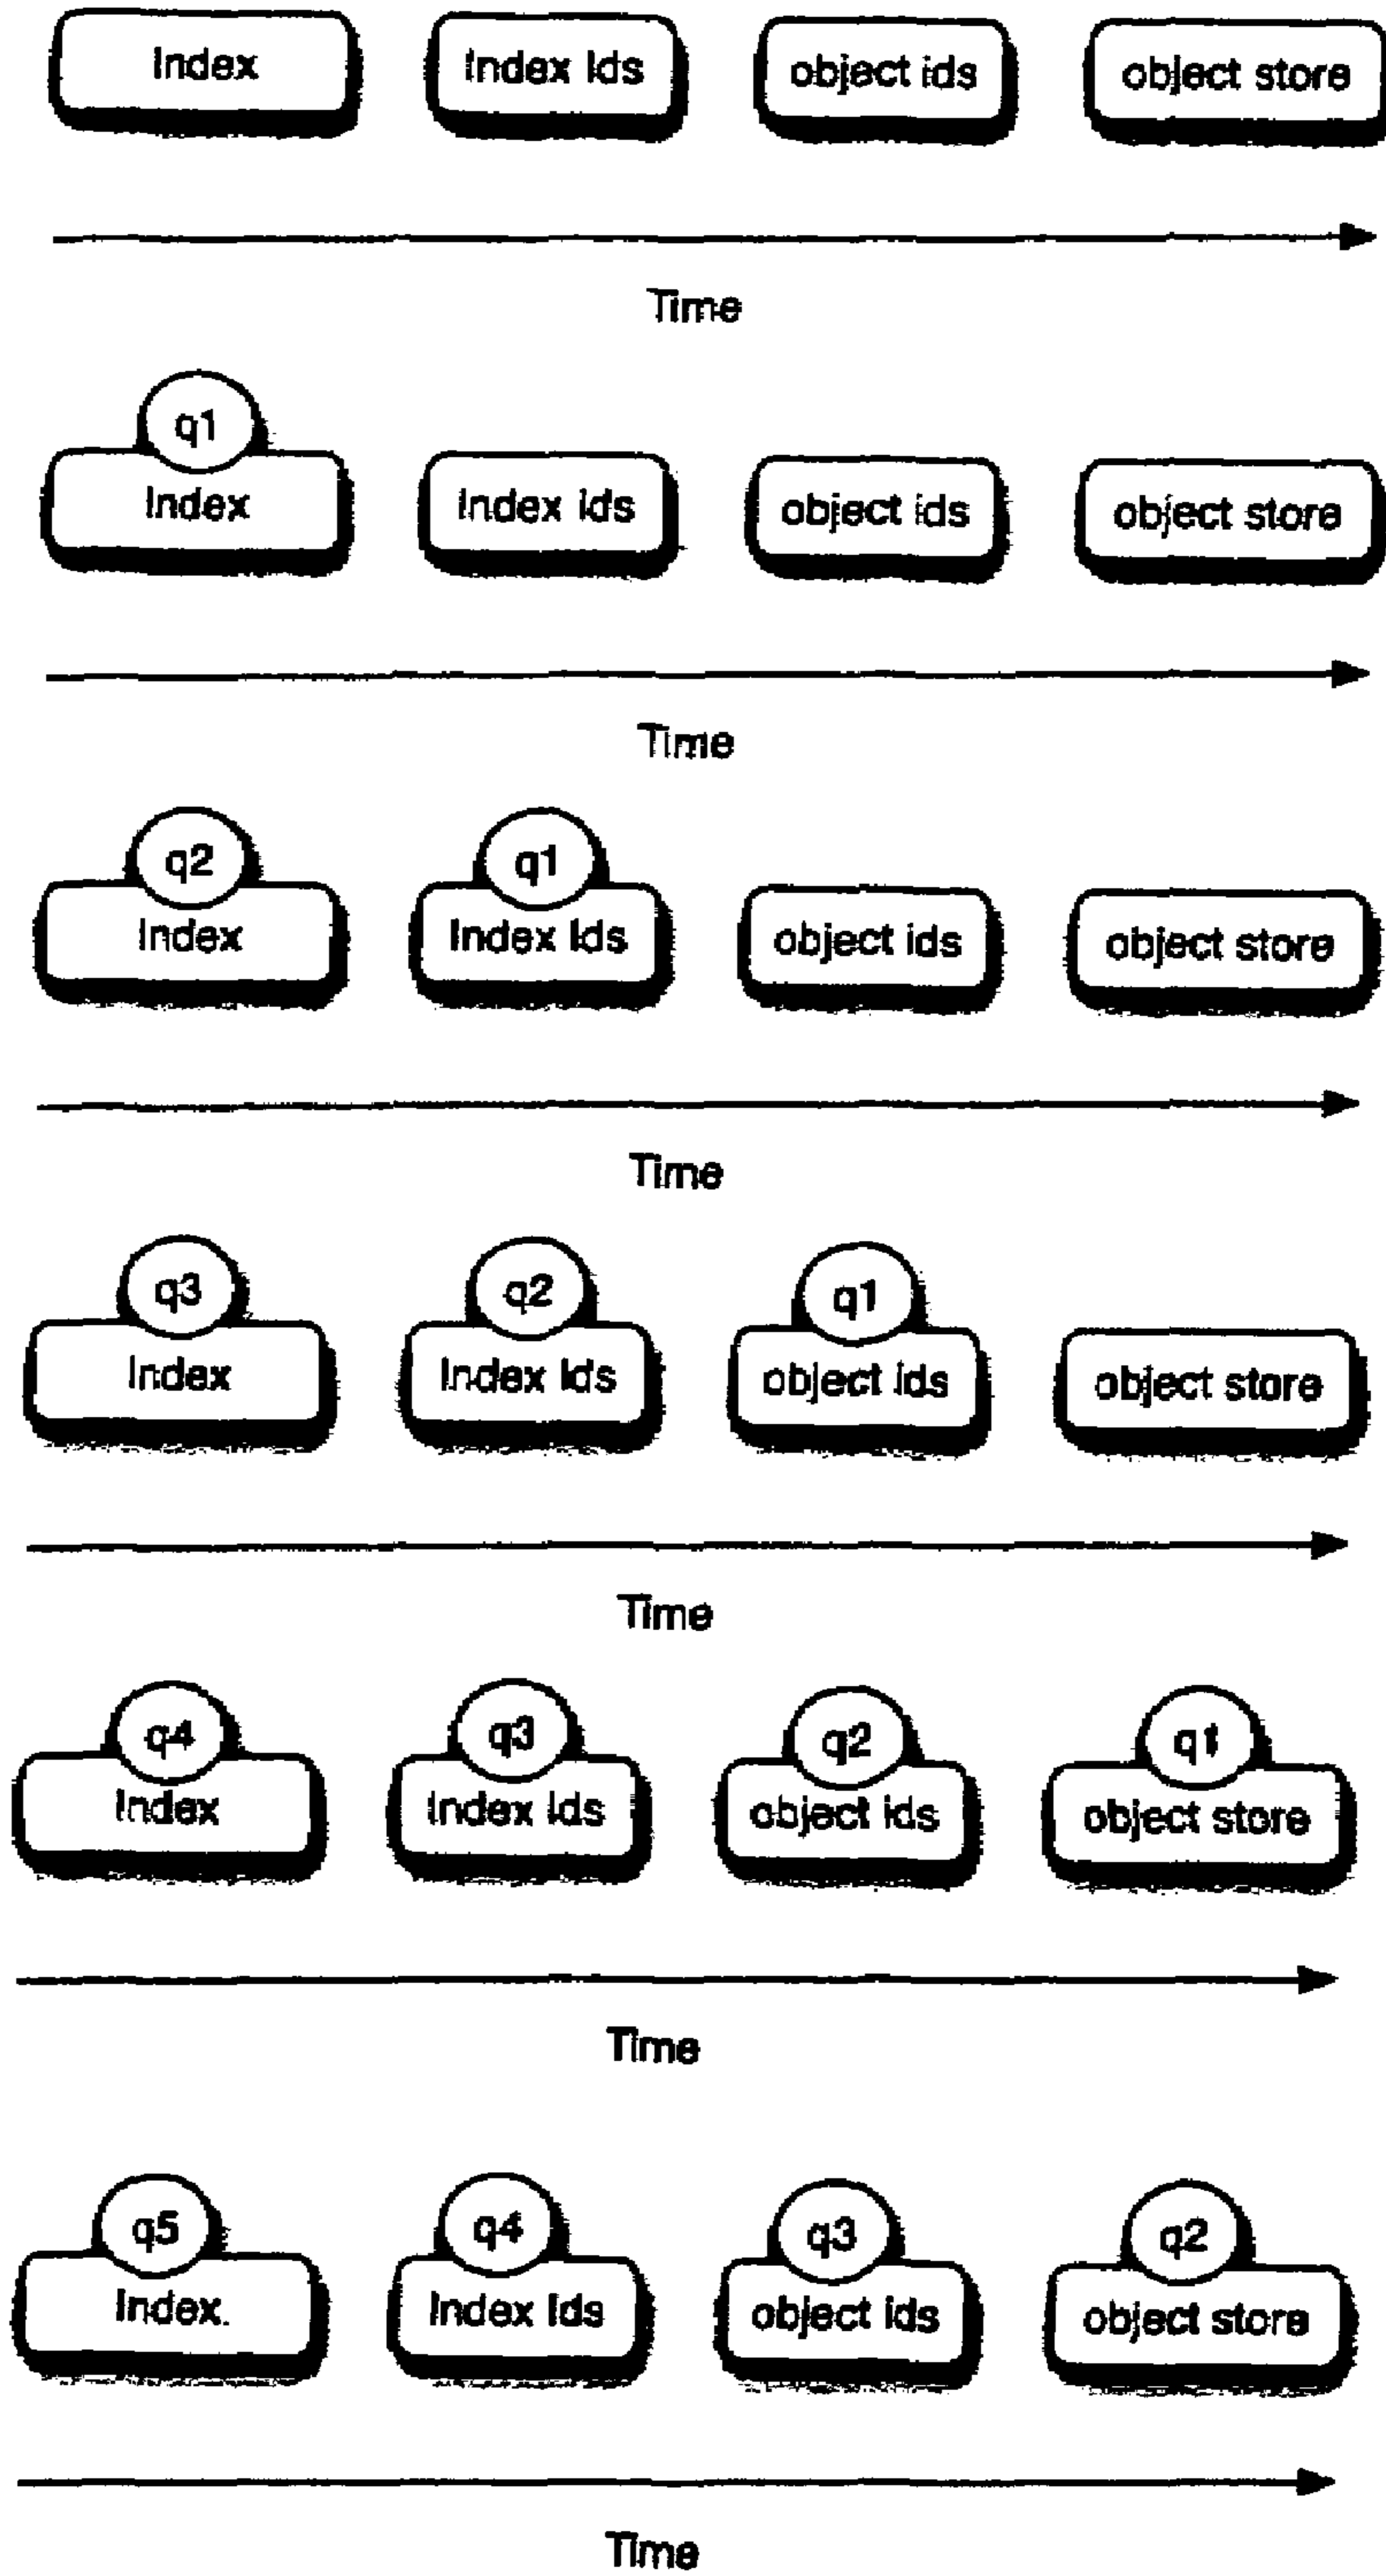 Index Index Ids object ids object store
Time
q1
Index Index ids object ids object store
Time
q2 q1
Index Index Ids object ids object store
Time
q3 q2 q1
Index Index Ids object ids object store
Time
q4 q3 q2 q1
Index Index Ids object ids object store
Time
q5 q4 q3 q2
Index. Index Ids object ids object store
Time